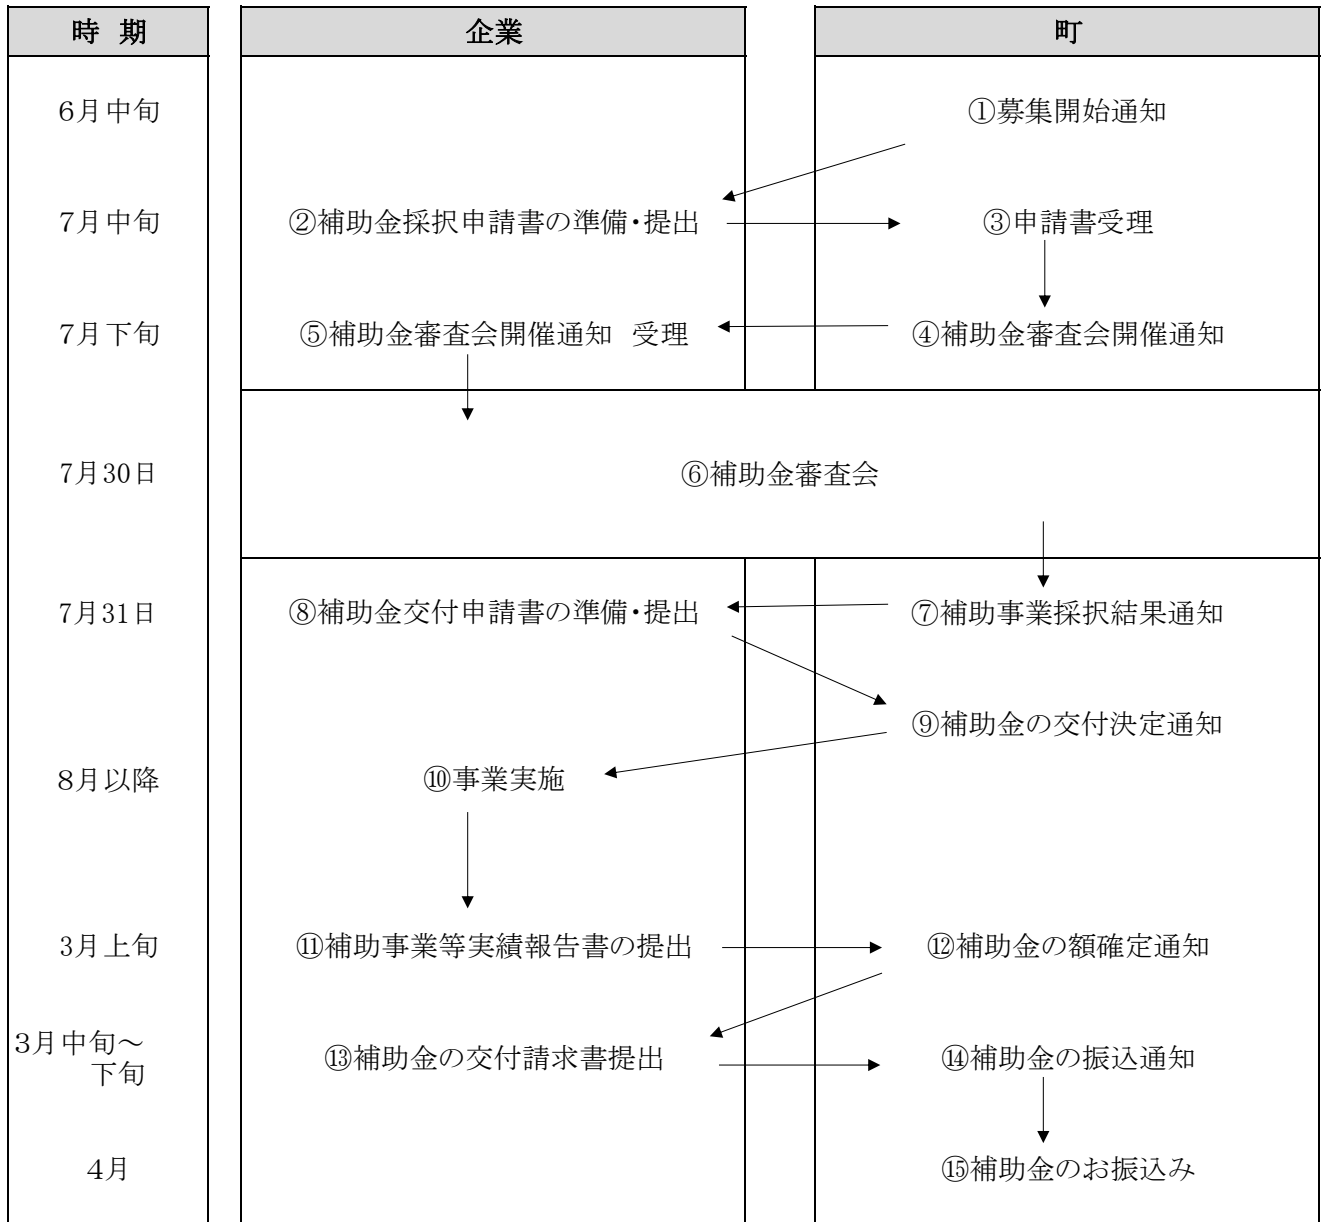 時 期 企業 町
6月中旬 ①募集開始通知
7月中旬 ②補助金採択申請書の準備・提出 ③申請書受理
7月下旬 ⑤補助金審査会開催通知 受理 ④補助金審査会開催通知
7月30日 ⑥補助金審査会
7月31日 ⑧補助金交付申請書の準備・提出 ⑦補助事業採択結果通知
⑨補助金の交付決定通知
8月以降 ⑩事業実施
3月上旬 ⑪補助事業等実績報告書の提出 ⑫補助金の額確定通知
3月中旬～
下旬 ⑬補助金の交付請求書提出 ⑭補助金の振込通知
4月 ⑮補助金のお振込み